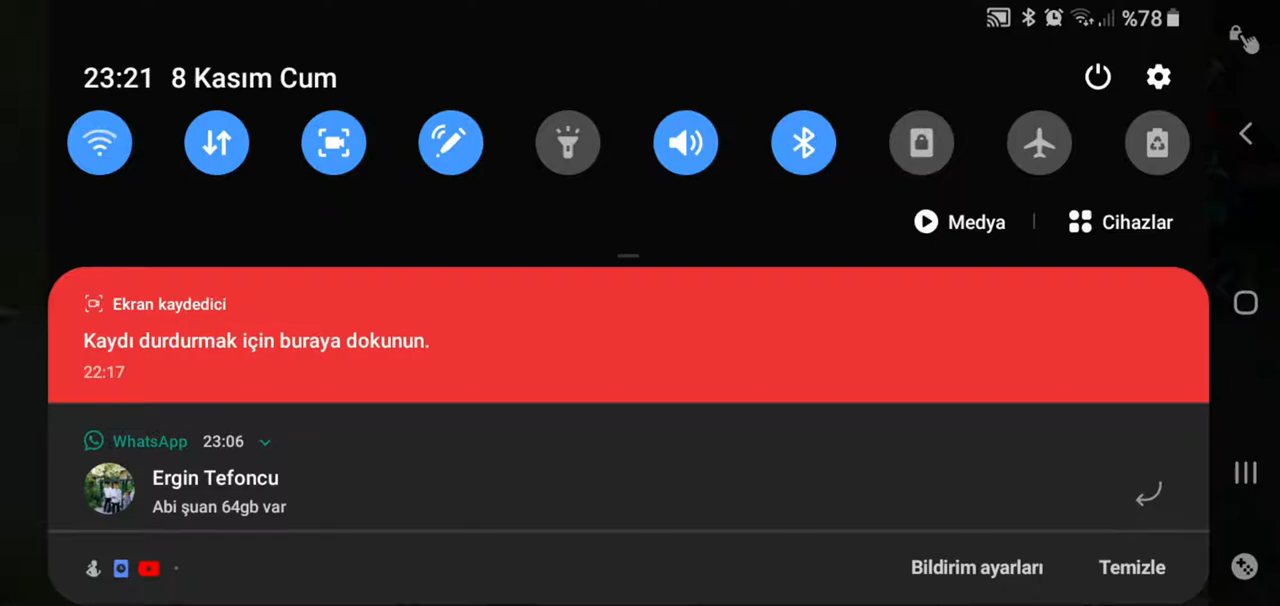 %78
23:21 8 Kasım Cum
Medya | Cihazlar
Ekran kaydedici
Kaydı durdurmak için buraya dokunun.
22:17
WhatsApp 23:06
Ergin Tefoncu
Abi şuan 64gb var
Bildirim ayarları Temizle